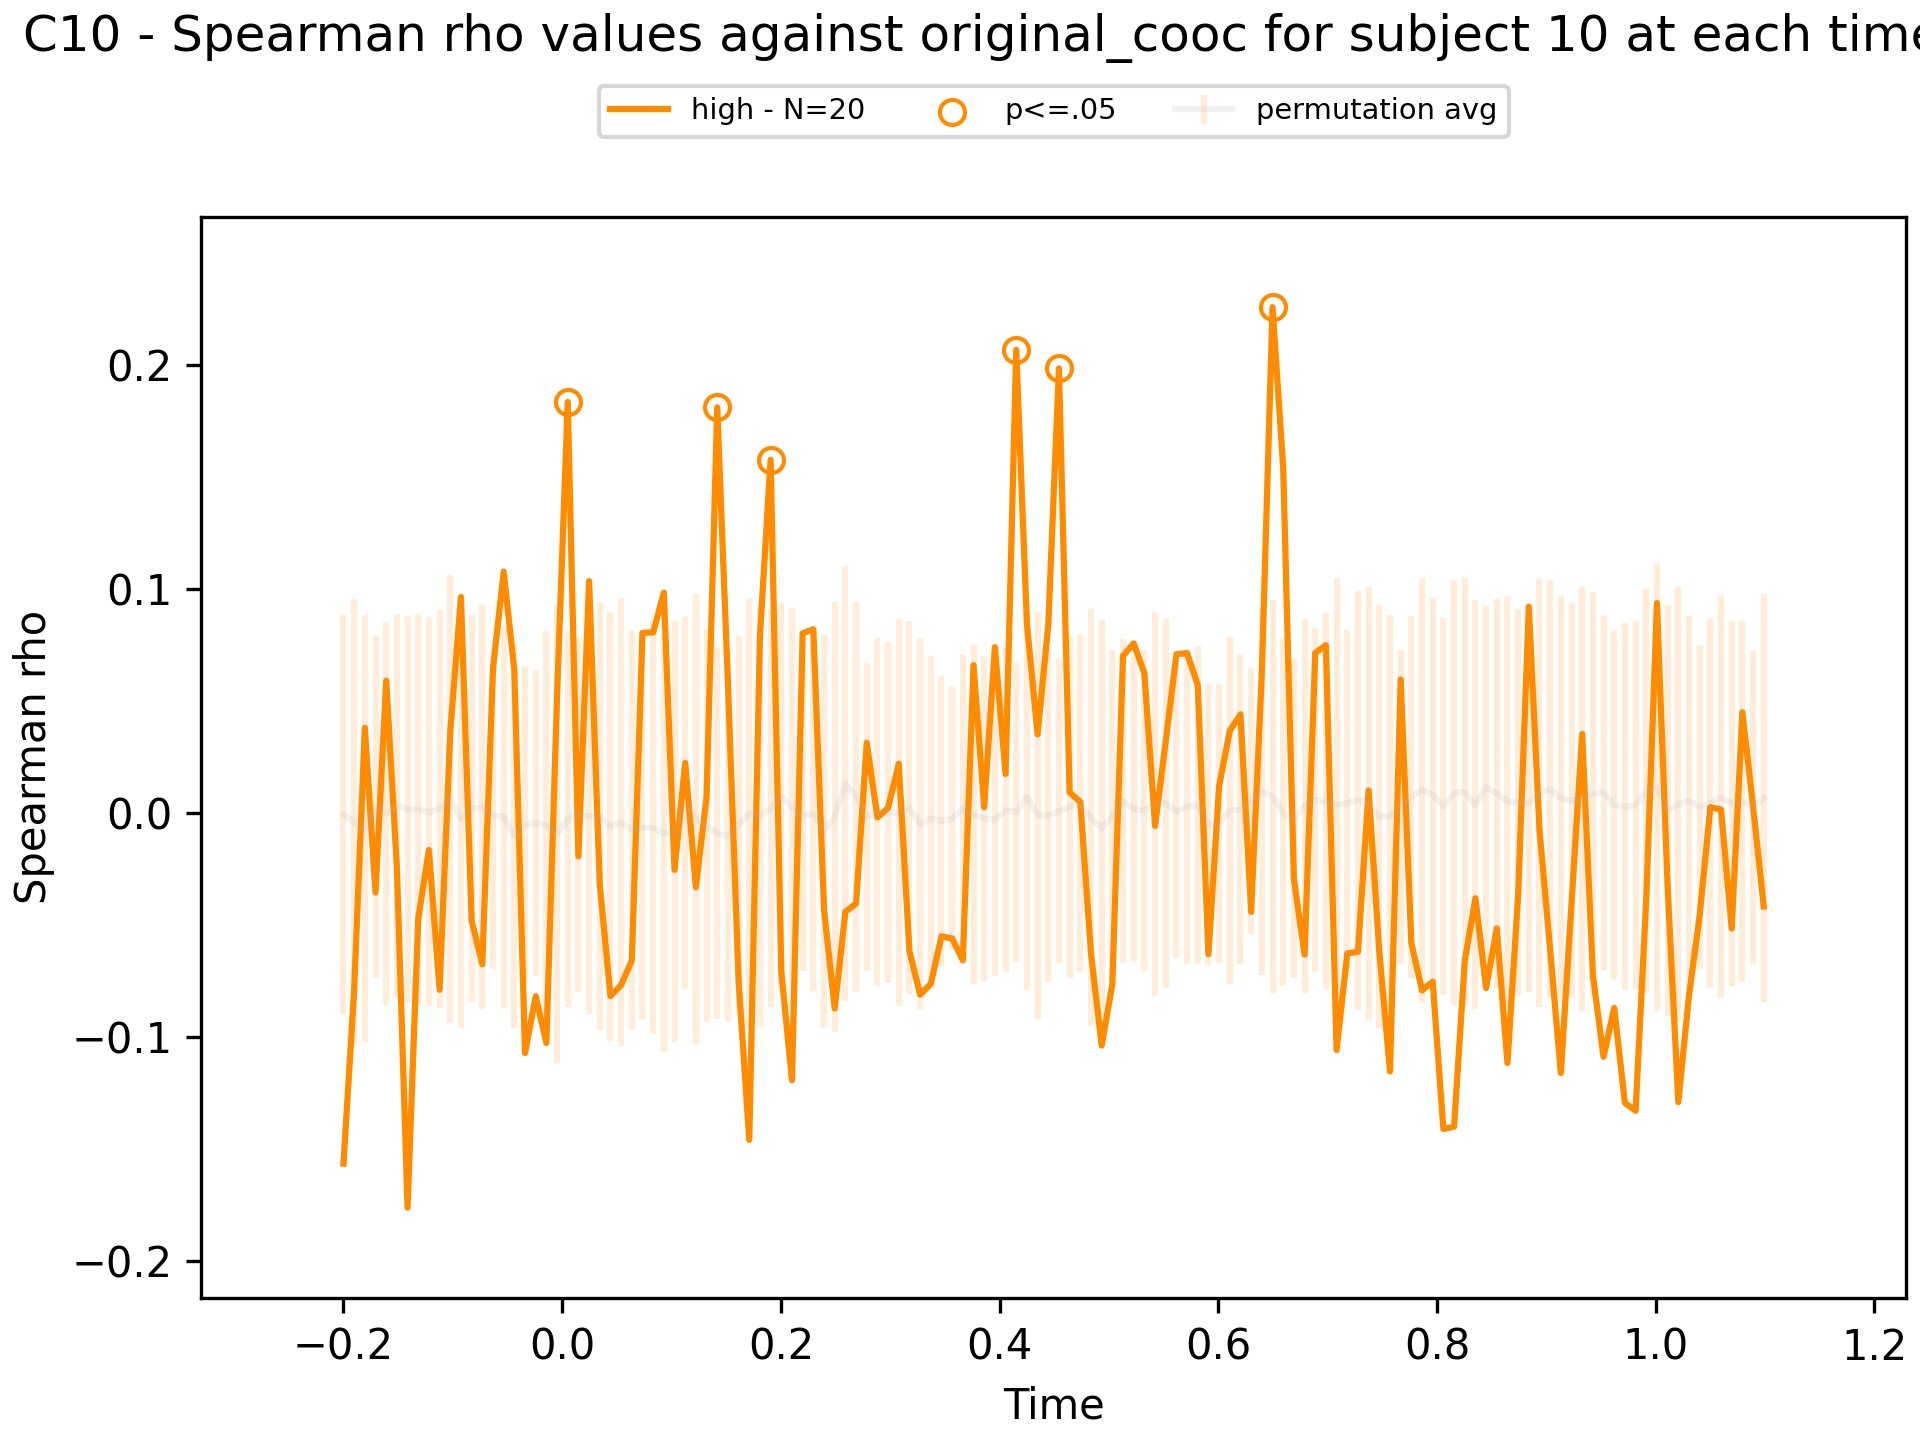 C10 - Spearman rho values against original_cooc for subject 10 at each time
high - N=20 p<=.05 permutation avg
Spearman rho
0.2
0.1
0.0
−0.1
−0.2
−0.2 0.0 0.2 0.4 0.6 0.8 1.0 1.2
Time